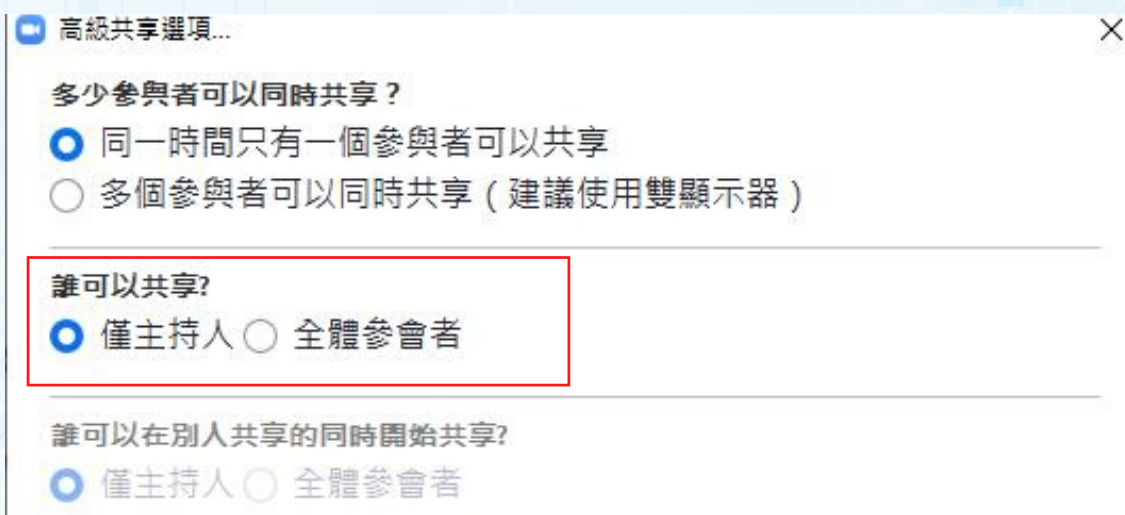 高級共享選項...
多少參與者可以同時共享？
同一時間只有一個參與者可以共享
多個參與者可以同時共享（建議使用雙顯示器）
誰可以共享?
僅主持人 全體參會者
誰可以在別人共享的同時開始共享?
僅主持人 全體參會者